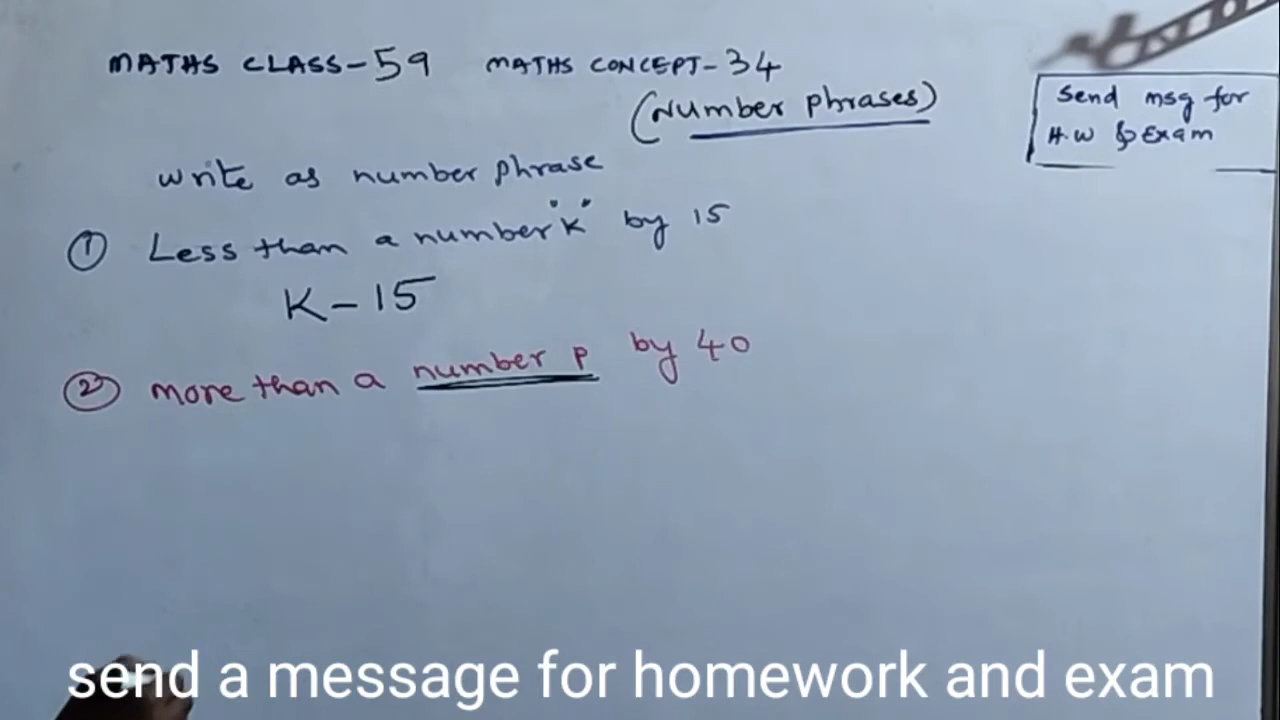 MATHS CLASS-59 MATHS CONCEPT-34
(Number phrases)
Send msg for
H.W & Exam
write as number phrase
① Less than a number "K" by 15
K-15
② more than a number P by 40
send a message for homework and exam